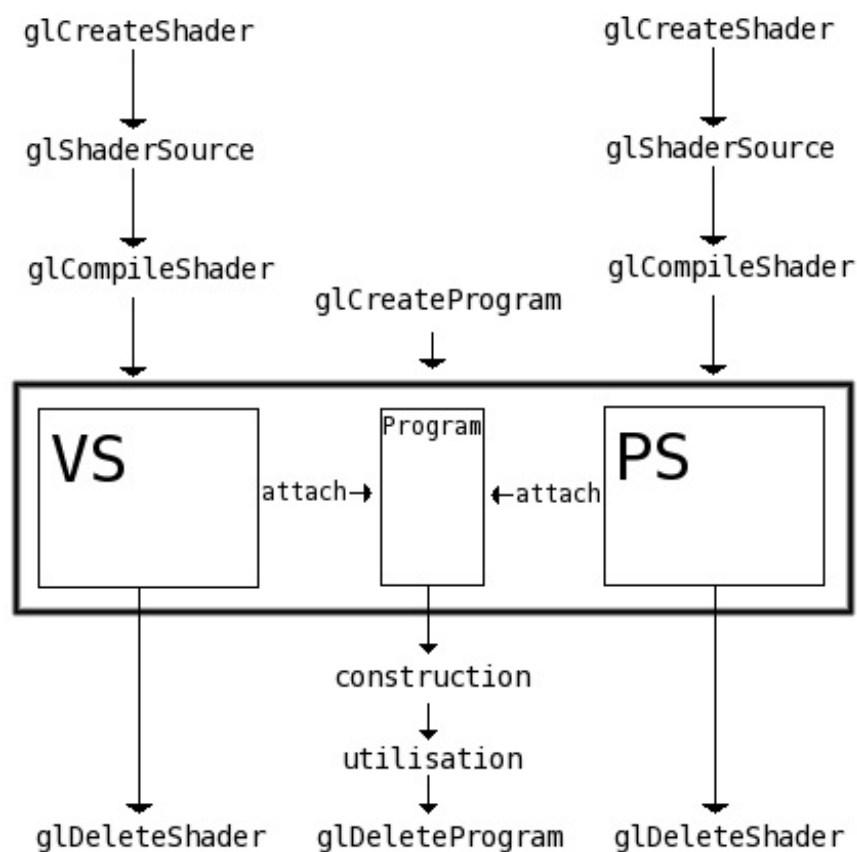 glCreateShader
glCreateShader
glShaderSource
glShaderSource
glCompileShader
glCompileShader
glCreateProgram
VS
Program
PS
attach
attach
construction
utilisation
glDeleteShader
glDeleteProgram
glDeleteShader